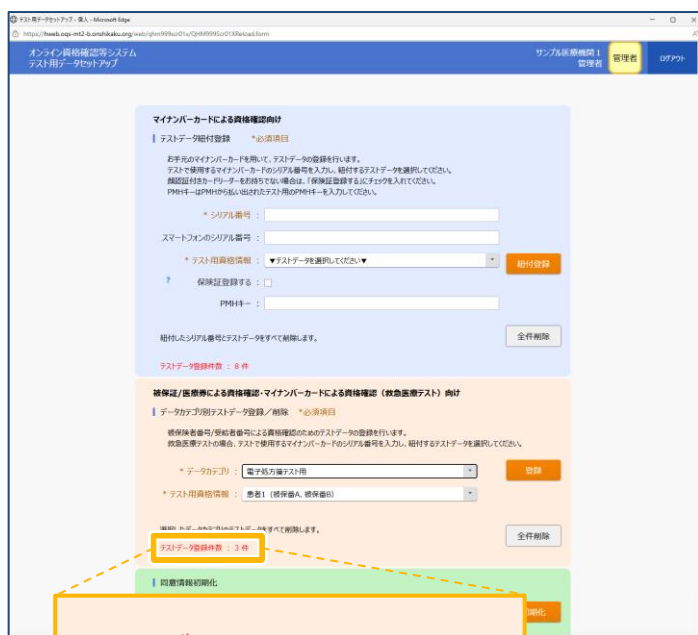 テスト用データセットアップ - 個人 - Microsoft Edge
https://hweb.oqs-mt2-b.onshikaku.org/web/qhm999scr01x/QHM999Scr01XReload.form
オンライン資格確認等システム
テスト用データセットアップ
サンプル医療機関1
管理者
管理者
ログアウト
マイナンバーカードによる資格確認向け
テストデータ紐付登録 *必須項目
お手元のマイナンバーカードを用いて、テストデータの登録を行います。
テストで使用するマイナンバーカードのシリアル番号を入力し、紐付するテストデータを選択してください。
顔認証付きカードリーダーをお持ちでない場合は、「保険証登録する」にチェックを入れてください。
PMHキーはPMHから払い出されたテスト用のPMHキーを入力してください。
* シリアル番号 :
スマートフォンのシリアル番号 :
* テスト用資格情報 : ▼テストデータを選択してください▼
紐付登録
? 保険証登録する :
PMHキー :
紐付したシリアル番号とテストデータをすべて削除します。
全件削除
テストデータ登録件数 : 8 件
被保証/医療券による資格確認・マイナンバーカードによる資格確認（救急医療テスト）向け
データカテゴリ別テストデータ登録／削除 *必須項目
被保険者番号/受給者番号による資格確認のためのテストデータの登録を行います。
救急医療テストの場合、テストで使用するマイナンバーカードのシリアル番号を入力し、紐付するテストデータを選択してください。
* データカテゴリ : 電子処方箋テスト用
登録
* テスト用資格情報 : 患者1（被保番A, 被保番B）
選択したデータカテゴリのテストデータをすべて削除します。
全件削除
テストデータ登録件数 : 3 件
同意情報初期化
初期化